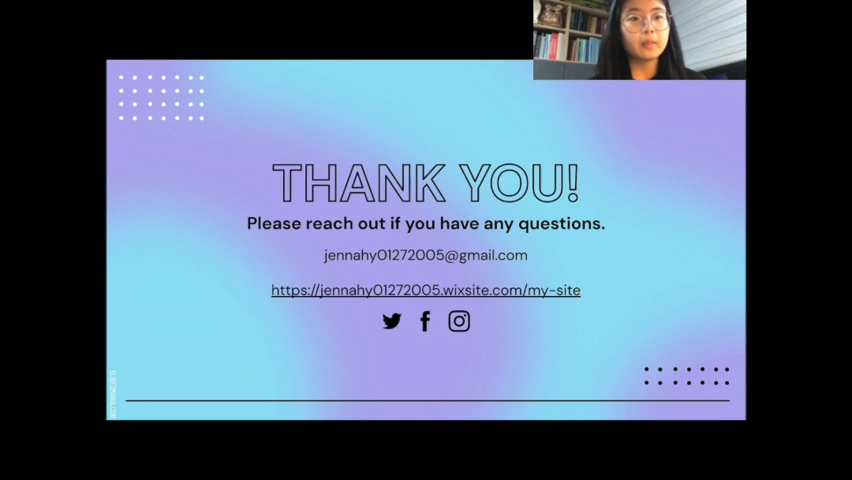 THANK YOU!
Please reach out if you have any questions.
jennahy01272005@gmail.com
https://jennahy01272005.wixsite.com/my-site